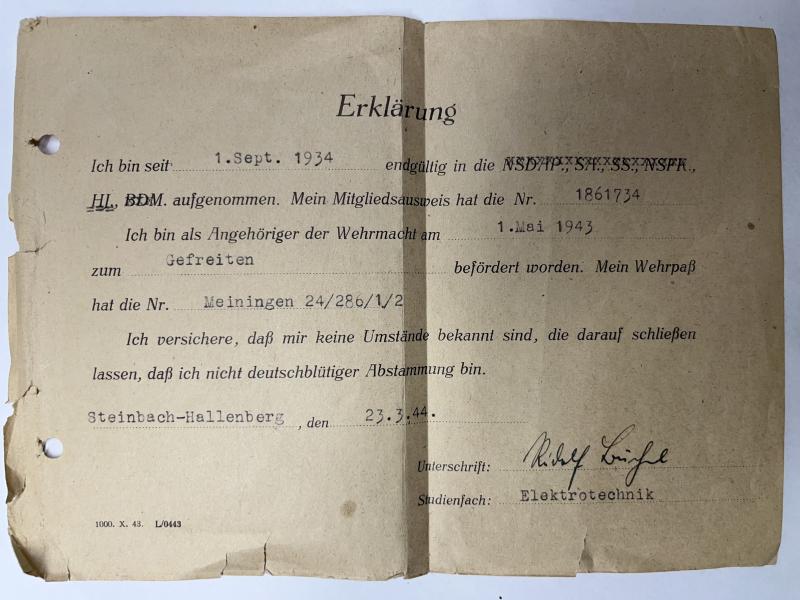 Erklärung
Ich bin seit 1.Sept. 1934 endgültig in die NSDAP., SA., SS., NSFK.,
HJ., BDM. aufgenommen. Mein Mitgliedsausweis hat die Nr. 1861734
Ich bin als Angehöriger der Wehrmacht am 1.Mai 1943
zum Gefreiten befördert worden. Mein Wehrpaß
hat die Nr. Meiningen 24/286/1/2
Ich versichere, daß mir keine Umstände bekannt sind, die darauf schließen
lassen, daß ich nicht deutschblütiger Abstammung bin.
Steinbach-Hallenberg, den 23.3.44.
Unterschrift: Rudolf
Studienfach: Elektrotechnik
1000. X. 43. L/0443